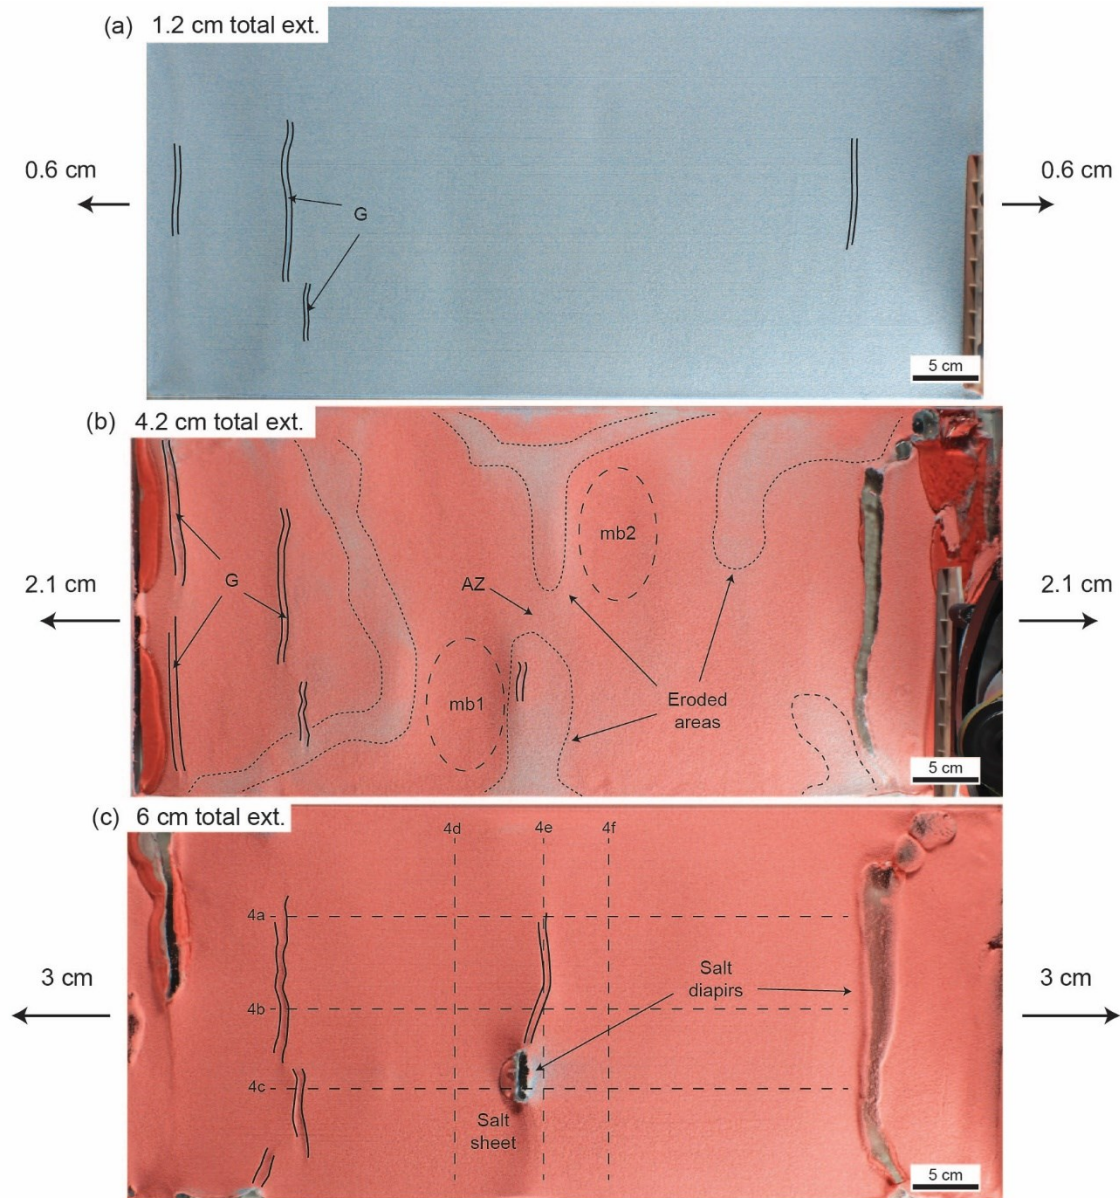 (a) 1.2 cm total ext.
0.6 cm
0.6 cm
G
5 cm
(b) 4.2 cm total ext.
mb2
2.1 cm
G
AZ
2.1 cm
mb1
Eroded
areas
5 cm
(c) 6 cm total ext.
4d
4e
4f
4a
3 cm
Salt
diapirs
3 cm
4b
4c
Salt
sheet
5 cm